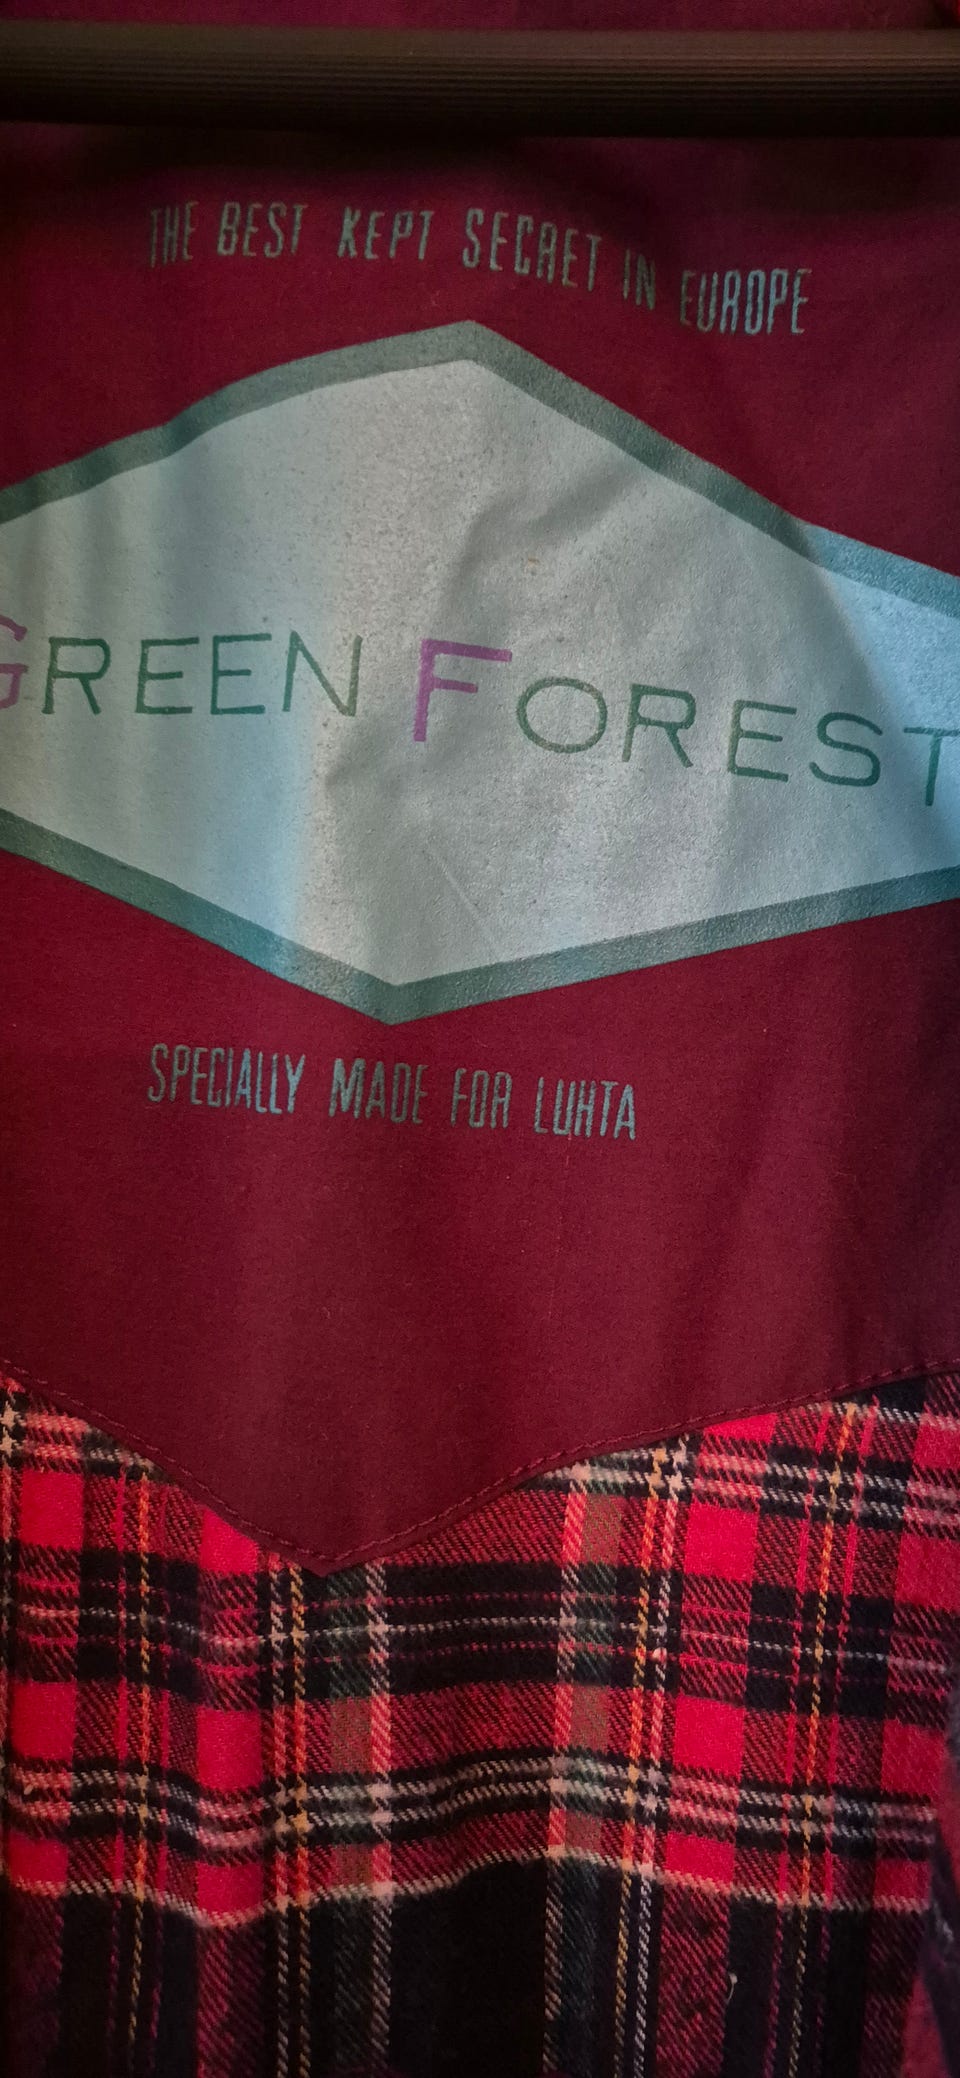 THE BEST KEPT SECRET IN EUROPE
GREEN FOREST
SPECIALLY MADE FOR LUHTA